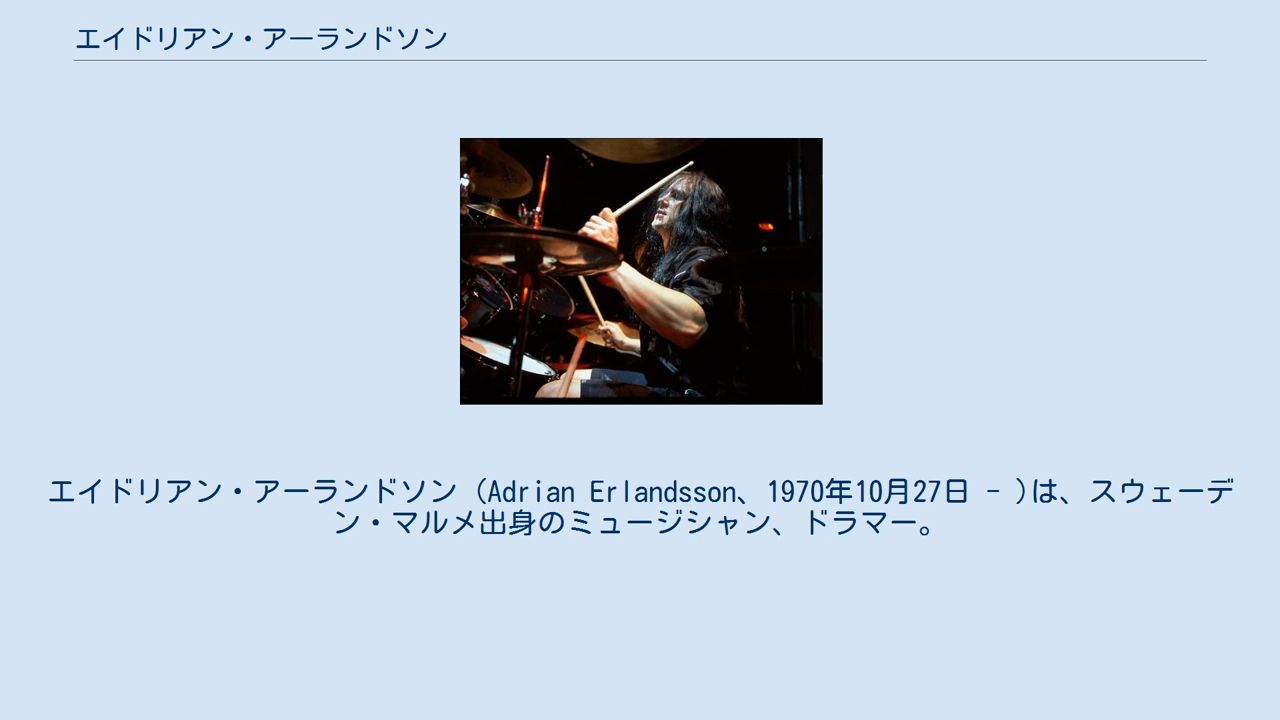 エイドリアン・アーランドソン
エイドリアン・アーランドソン (Adrian Erlandsson、1970年10月27日 - )は、スウェーデ
ン・マルメ出身のミュージシャン、ドラマー。